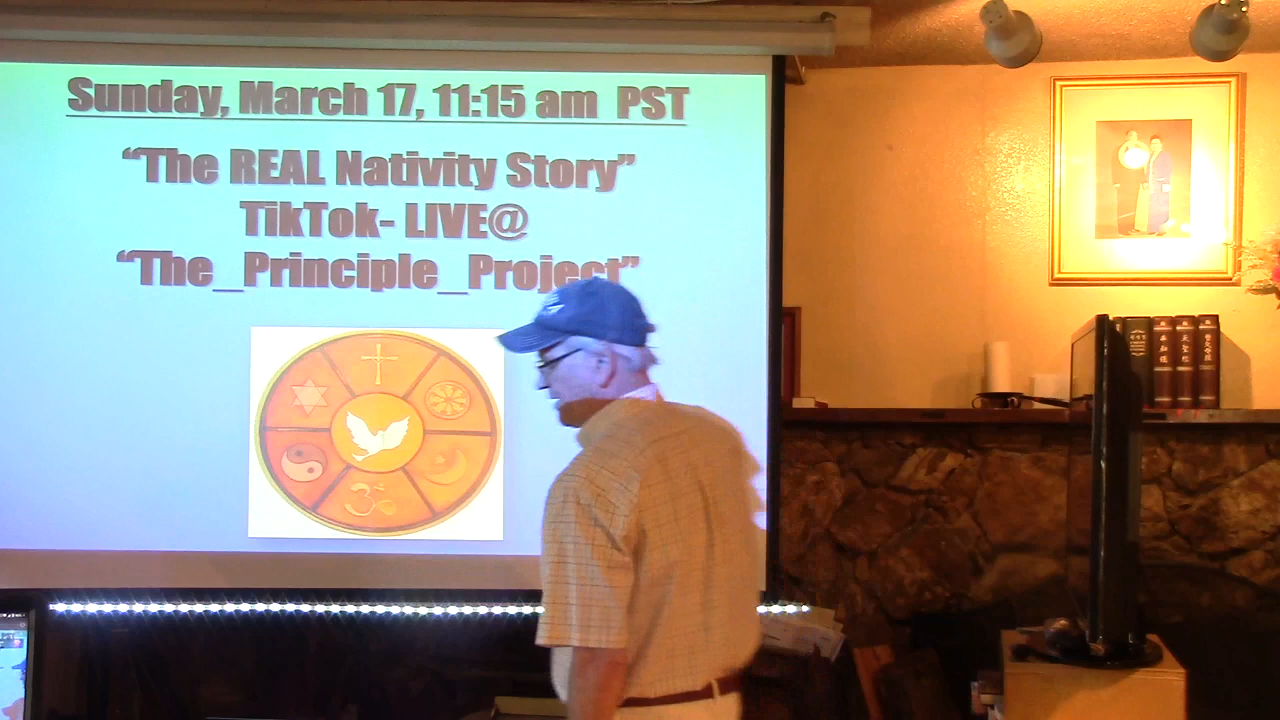 Sunday, March 17, 11:15 am PST
“The REAL Nativity Story”
TikTok- LIVE@
“The_Principle_Project”